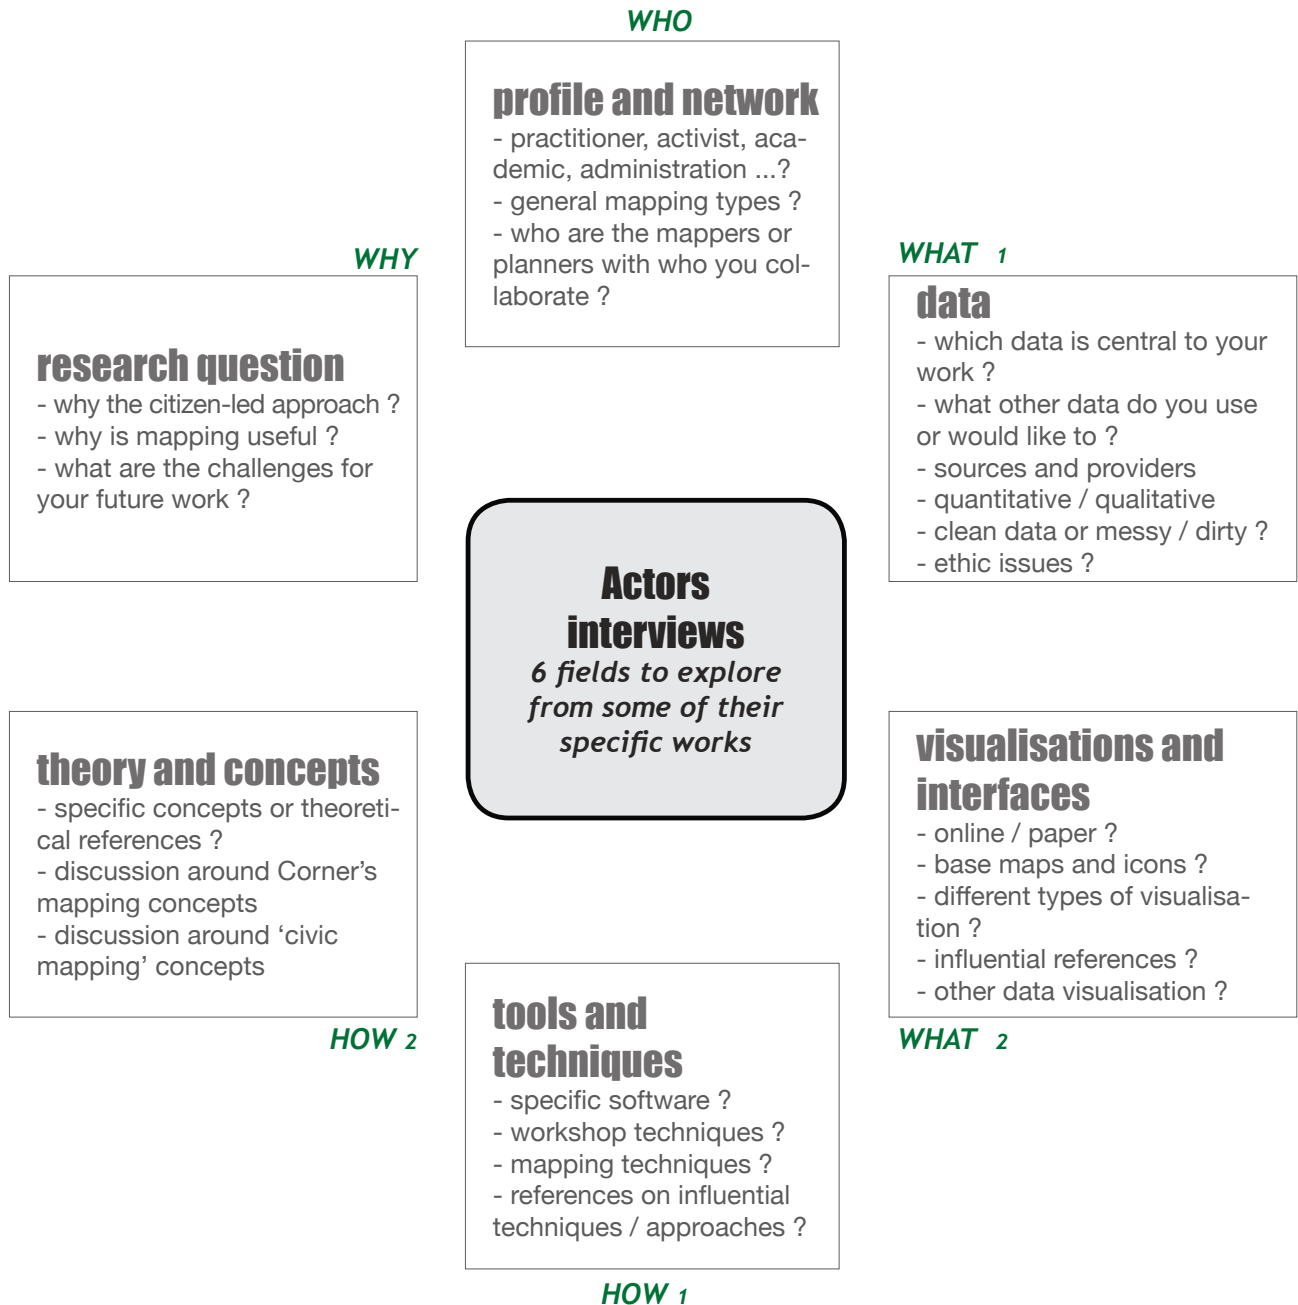 WHO
profile and network
- practitioner, activist, aca-
demic, administration ...?
- general mapping types ?
- who are the mappers or
planners with who you col-
laborate ?
WHY
research question
- why the citizen-led approach ?
- why is mapping useful ?
- what are the challenges for
your future work ?
WHAT 1
data
- which data is central to your
work ?
- what other data do you use
or would like to ?
- sources and providers
- quantitative / qualitative
- clean data or messy / dirty ?
- ethic issues ?
Actors
interviews
6 fields to explore
from some of their
specific works
theory and concepts
- specific concepts or theoreti-
cal references ?
- discussion around Corner’s
mapping concepts
- discussion around ‘civic
mapping’ concepts
HOW 2
visualisations and
interfaces
- online / paper ?
- base maps and icons ?
- different types of visualisa-
tion ?
- influential references ?
- other data visualisation ?
WHAT 2
tools and
techniques
- specific software ?
- workshop techniques ?
- mapping techniques ?
- references on influential
techniques / approaches ?
HOW 1